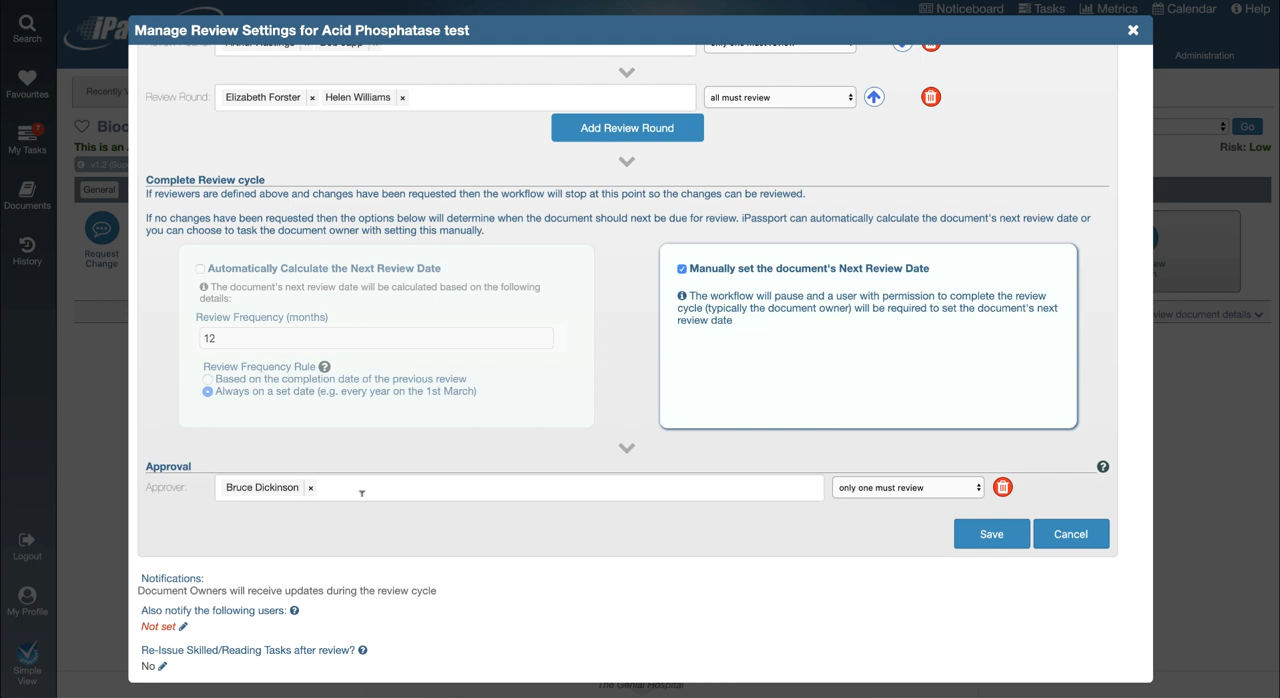 Noticeboard Tasks Metrics Calendar Help
Manage Review Settings for Acid Phosphatase test
Search
Administration
Favourites
Recently
Review Round: Elizabeth Forster × Helen Williams × all must review
Go
7
My Tasks
Add Review Round
This is an
Risk: Low
v1.2
Complete Review cycle
General
If reviewers are defined above and changes have been requested then the workflow will stop at this point so the changes can be reviewed.
Documents
If no changes have been requested then the options below will determine when the document should next be due for review. iPassport can automatically calculate the document's next review date or
you can choose to task the document owner with setting this manually.
History
Request
Change
Automatically Calculate the Next Review Date
The document's next review date will be calculated based on the following
details:
Review Frequency (months)
12
Review Frequency Rule
Based on the completion date of the previous review
Always on a set date (e.g. every year on the 1st March)
Manually set the document's Next Review Date
The workflow will pause and a user with permission to complete the review
cycle (typically the document owner) will be required to set the document's next
review date
view document details
Approval
Approver: Bruce Dickinson × only one must review
Save Cancel
Logout
Notifications:
Document Owners will receive updates during the review cycle
Also notify the following users:
My Profile
Not set
Re-Issue Skilled/Reading Tasks after review?
No
Simple
View
The Genial Hospital